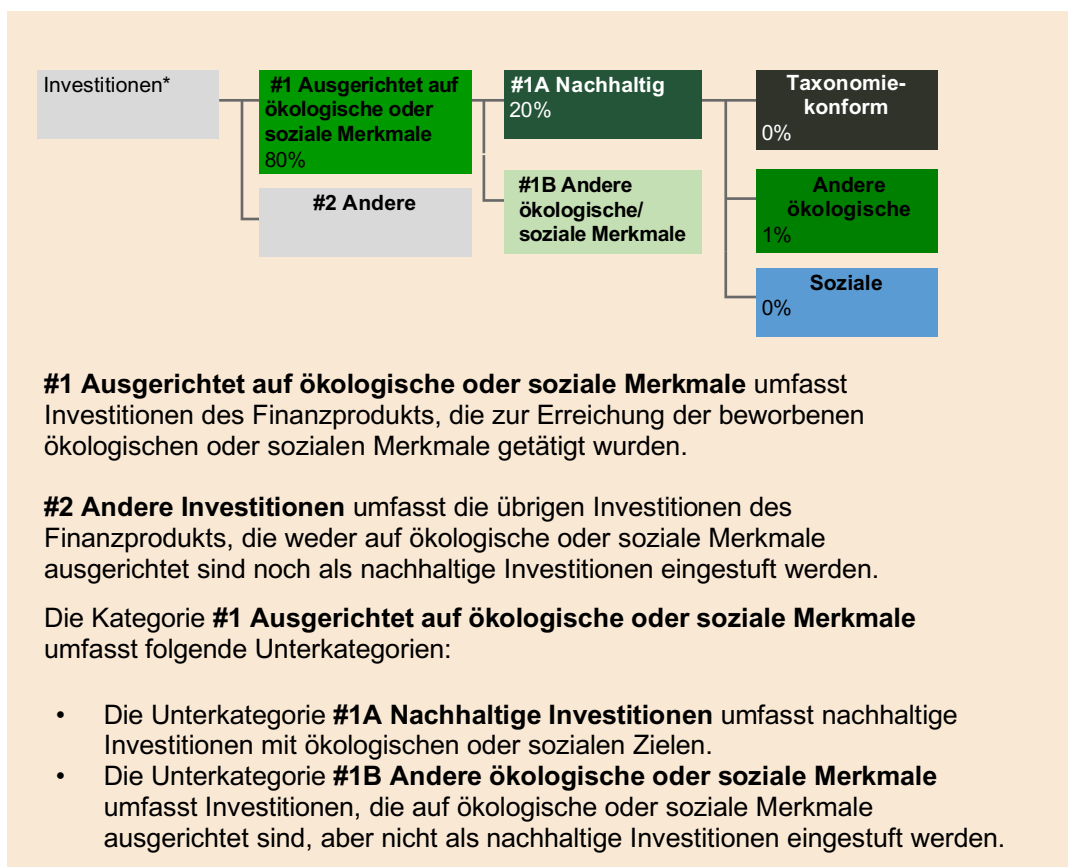 Investitionen*
#1 Ausgerichtet auf
ökologische oder
soziale Merkmale
80%
#2 Andere
#1A Nachhaltig
20%
#1B Andere
ökologische/
soziale Merkmale
Taxonomie-
konform
0%
Andere
ökologische
1%
Soziale
0%
#1 Ausgerichtet auf ökologische oder soziale Merkmale umfasst
Investitionen des Finanzprodukts, die zur Erreichung der beworbenen
ökologischen oder sozialen Merkmale getätigt wurden.
#2 Andere Investitionen umfasst die übrigen Investitionen des
Finanzprodukts, die weder auf ökologische oder soziale Merkmale
ausgerichtet sind noch als nachhaltige Investitionen eingestuft werden.
Die Kategorie #1 Ausgerichtet auf ökologische oder soziale Merkmale
umfasst folgende Unterkategorien:
• Die Unterkategorie #1A Nachhaltige Investitionen umfasst nachhaltige
Investitionen mit ökologischen oder sozialen Zielen.
• Die Unterkategorie #1B Andere ökologische oder soziale Merkmale
umfasst Investitionen, die auf ökologische oder soziale Merkmale
ausgerichtet sind, aber nicht als nachhaltige Investitionen eingestuft werden.